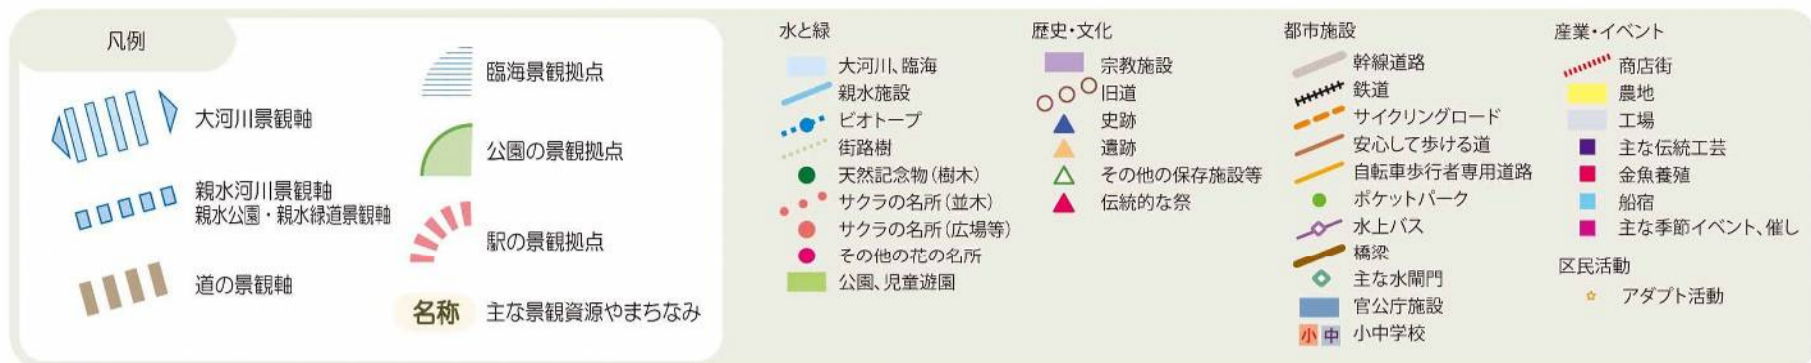 凡例
大河川景観軸
親水河川景観軸
親水公園・親水緑道景観軸
道の景観軸
臨海景観拠点
公園の景観拠点
駅の景観拠点
名称 主な景観資源やまちなみ
水と緑
大河川、臨海
親水施設
ビオトープ
街路樹
天然記念物（樹木）
サクラの名所（並木）
サクラの名所（広場等）
その他の花の名所
公園、児童遊園
歴史・文化
宗教施設
旧道
史跡
遺跡
その他の保存施設等
伝統的な祭
都市施設
幹線道路
鉄道
サイクリングロード
安心して歩ける道
自転車歩行者専用道路
ポケットパーク
水上バス
橋梁
主な水閘門
官公庁施設
小 中 小中学校
産業・イベント
商店街
農地
工場
主な伝統工芸
金魚養殖
船宿
主な季節イベント、催し
区民活動
アダプト活動